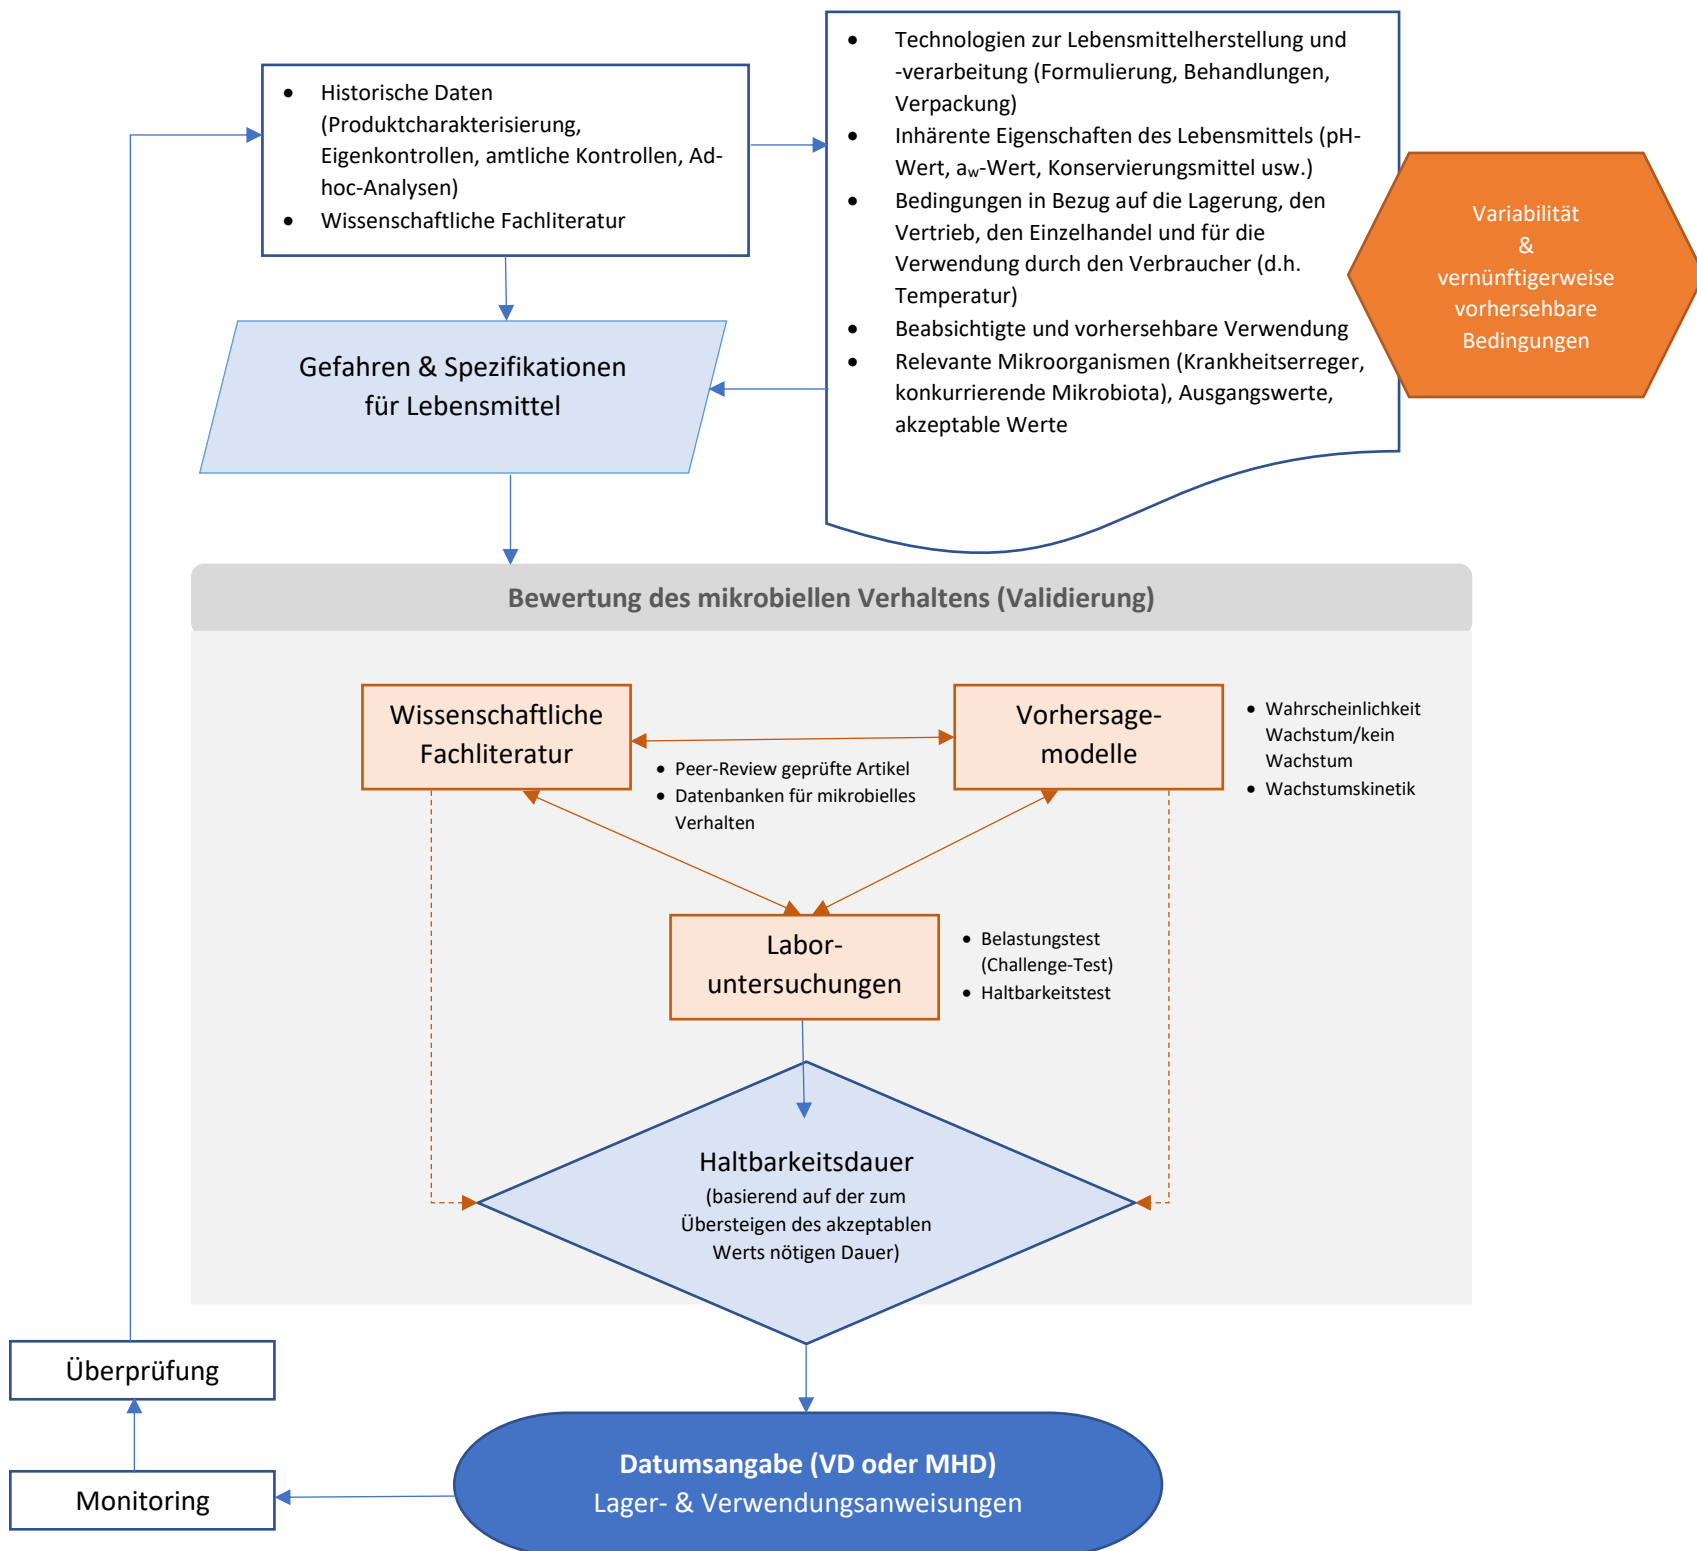 • Historische Daten
(Produktcharakterisierung,
Eigenkontrollen, amtliche Kontrollen, Ad-
hoc-Analysen)
• Wissenschaftliche Fachliteratur
• Technologien zur Lebensmittelherstellung und
-verarbeitung (Formulierung, Behandlungen,
Verpackung)
• Inhärente Eigenschaften des Lebensmittels (pH-
Wert, aw-Wert, Konservierungsmittel usw.)
• Bedingungen in Bezug auf die Lagerung, den
Vertrieb, den Einzelhandel und für die
Verwendung durch den Verbraucher (d.h.
Temperatur)
• Beabsichtigte und vorhersehbare Verwendung
• Relevante Mikroorganismen (Krankheitserreger,
konkurrierende Mikrobiota), Ausgangswerte,
akzeptable Werte
Variabilität
&
vernünftigerweise
vorhersehbare
Bedingungen
Gefahren & Spezifikationen
für Lebensmittel
Bewertung des mikrobiellen Verhaltens (Validierung)
Wissenschaftliche
Fachliteratur
• Peer-Review geprüfte Artikel
• Datenbanken für mikrobielles
Verhalten
Vorhersage-
modelle
• Wahrscheinlichkeit
Wachstum/kein
Wachstum
• Wachstumskinetik
Labor-
untersuchungen
• Belastungstest
(Challenge-Test)
• Haltbarkeitstest
Haltbarkeitsdauer
(basierend auf der zum
Übersteigen des akzeptablen
Werts nötigen Dauer)
Überprüfung
Monitoring
Datumsangabe (VD oder MHD)
Lager- & Verwendungsanweisungen